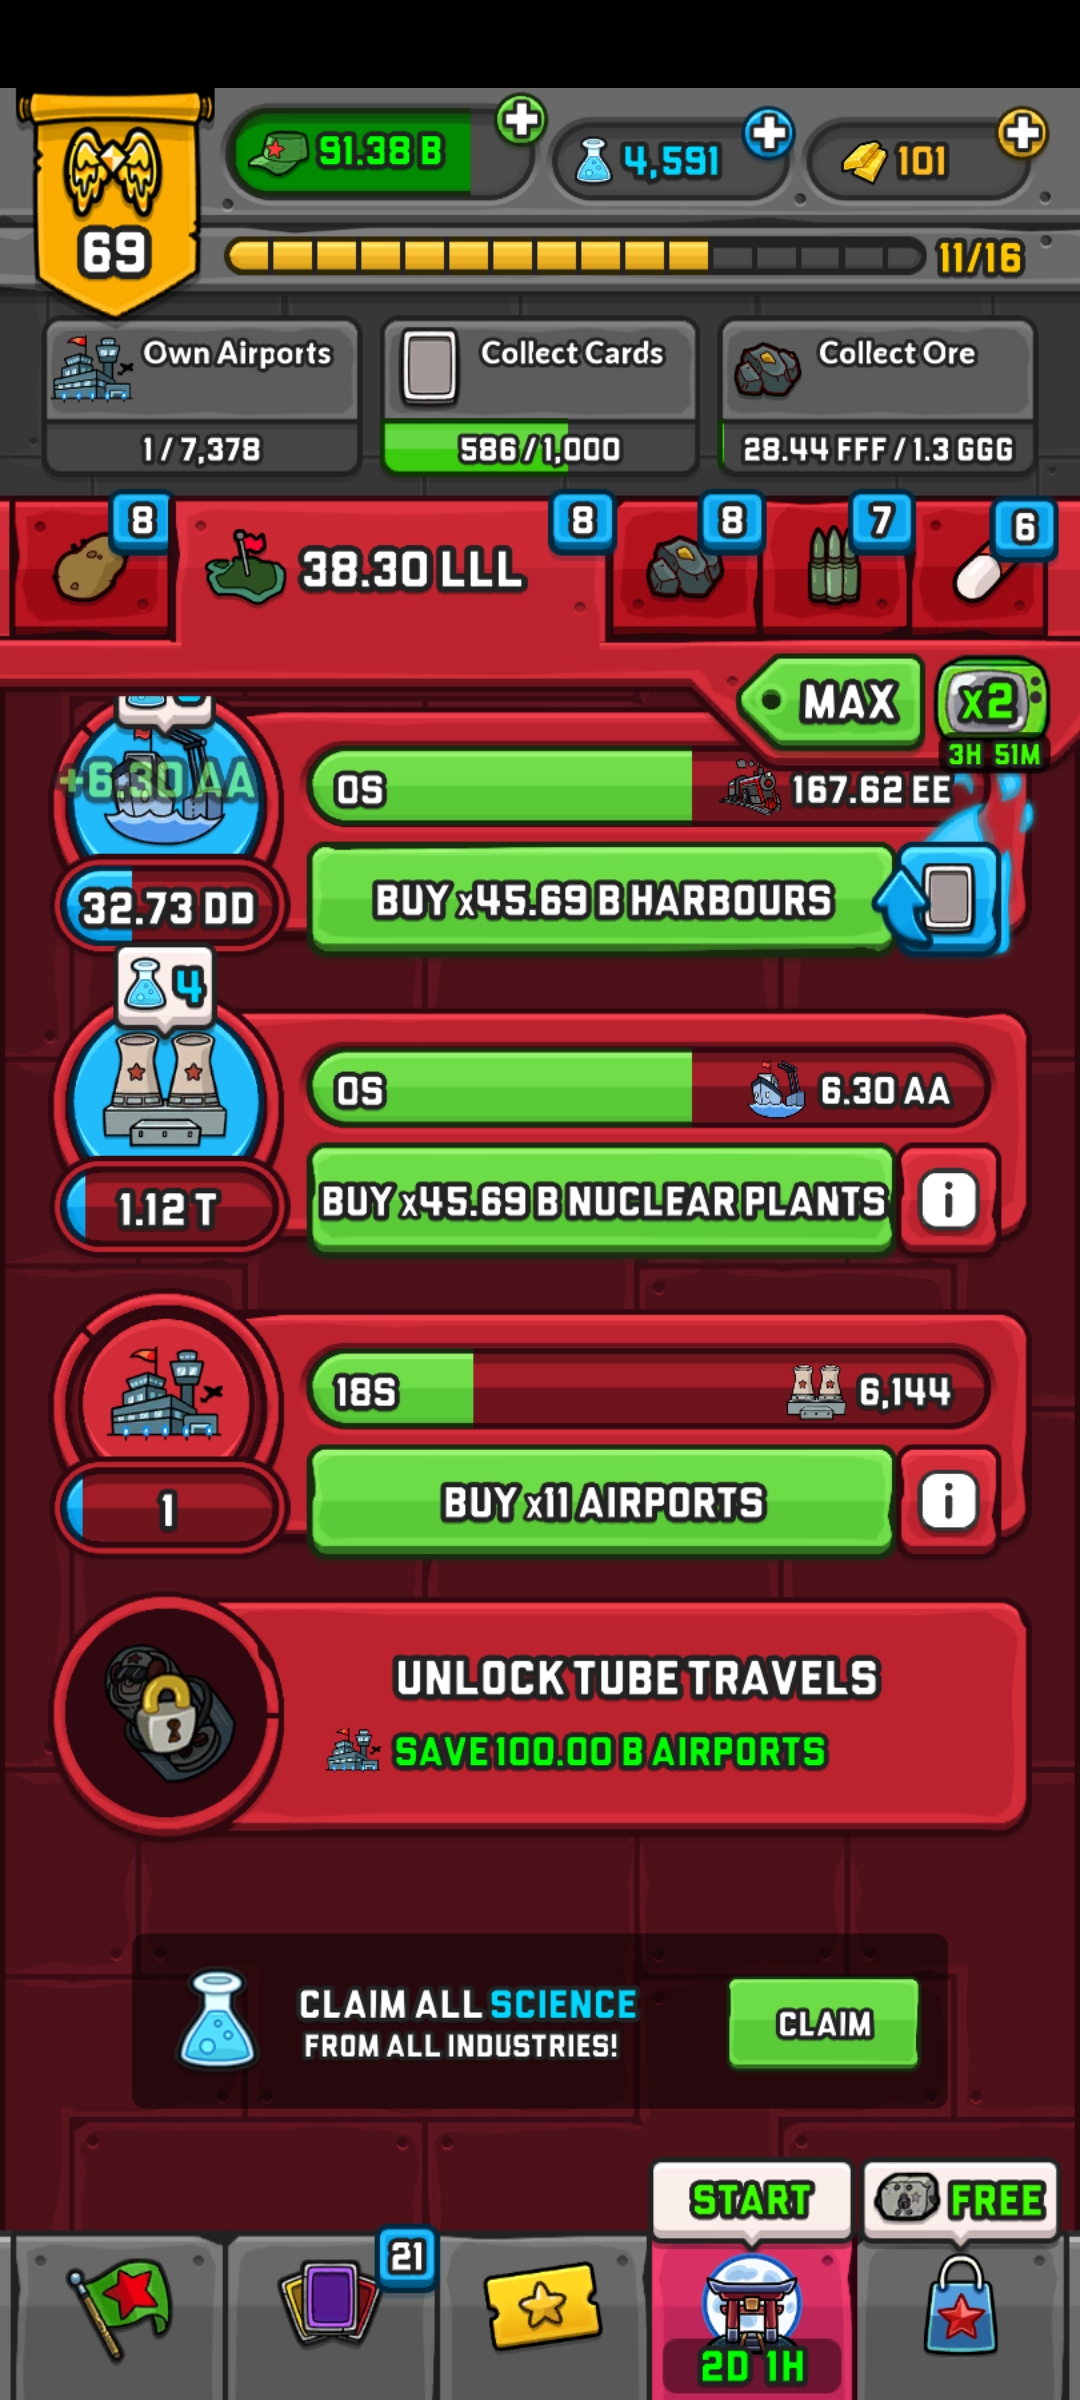 91.38 B
4,591
101
69
11/16
Own Airports
Collect Cards
Collect Ore
1/7,378
586/1,000
28.44 FFF/1.3 GGG
8
38.30 LLL
8
8
7
6
MAX
x2
3H 51M
+6.30 AA
0S
167.62 EE
32.73 DD
BUY x45.69 B HARBOURS
4
0S
6.30 AA
1.12 T
BUY x45.69 B NUCLEAR PLANTS
i
18S
6,144
1
BUY x11 AIRPORTS
i
UNLOCK TUBE TRAVELS
SAVE 100.00 B AIRPORTS
CLAIM ALL SCIENCE
FROM ALL INDUSTRIES!
CLAIM
START
FREE
21
2D 1H